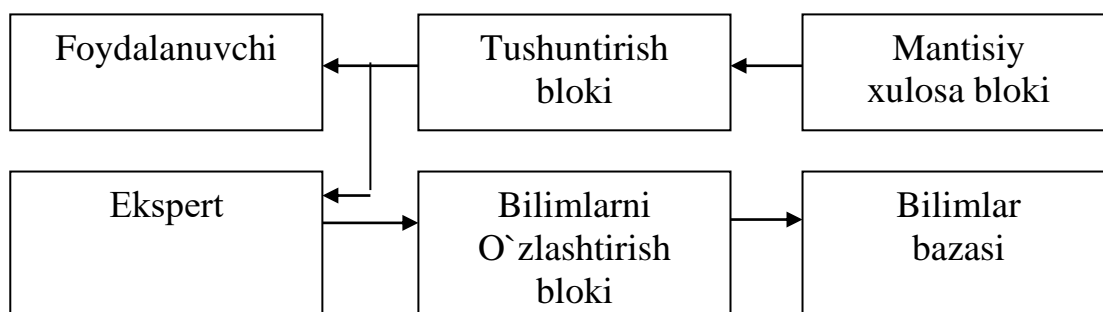 Foydalanuvchi
Tushuntirish
bloki
Mantisiy
xulosa bloki
Ekspert
Bilimlarni
O`zlashtirish
bloki
Bilimlar
bazasi